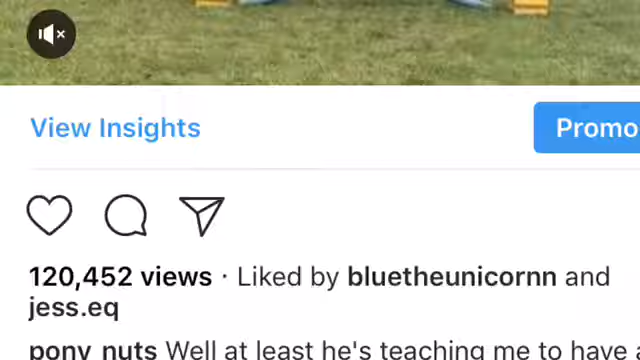 View Insights
Promo
120,452 views · Liked by bluetheunicornn and
jess.eq
pony_nuts Well at least he's teaching me to have a